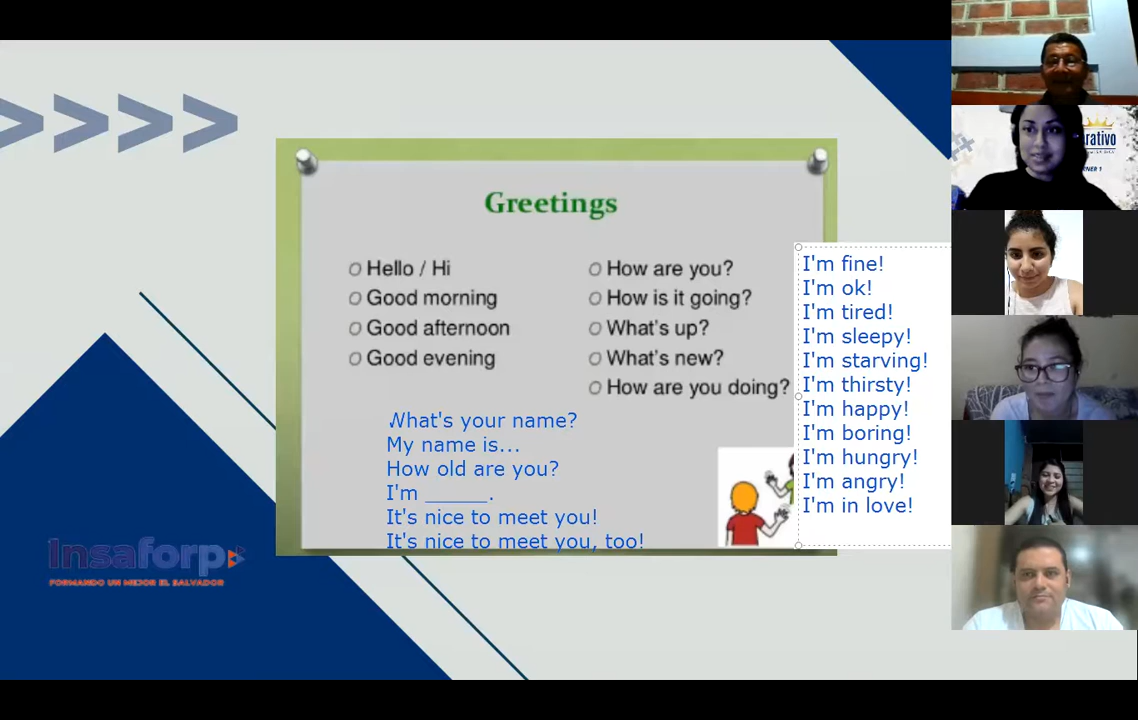 Greetings
Hello / Hi
Good morning
Good afternoon
Good evening
How are you?
How is it going?
What's up?
What's new?
How are you doing?
What's your name?
My name is...
How old are you?
I'm _____.
It's nice to meet you!
It's nice to meet you, too!
I'm fine!
I'm ok!
I'm tired!
I'm sleepy!
I'm starving!
I'm thirsty!
I'm happy!
I'm boring!
I'm hungry!
I'm angry!
I'm in love!
Insaforp
FORMANDO UN MEJOR EL SALVADOR